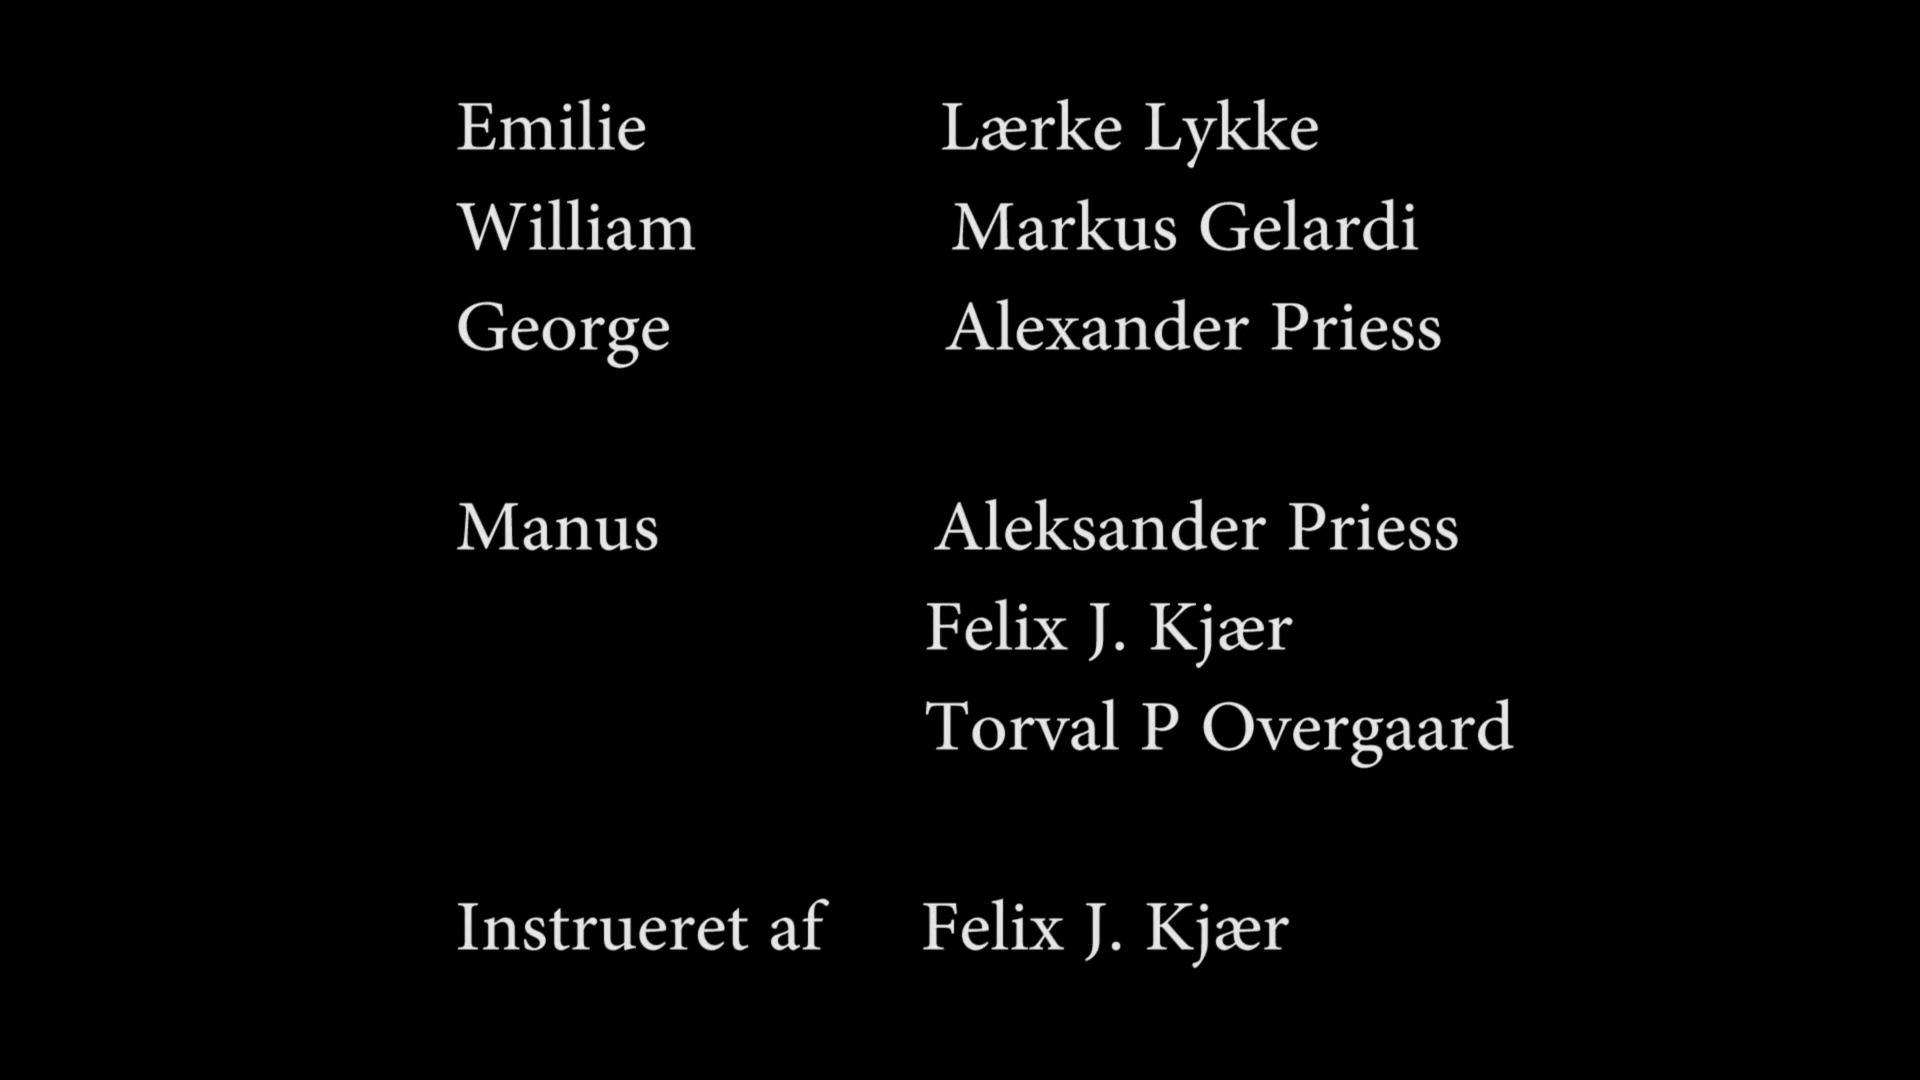 Emilie Lærke Lykke
William Markus Gelardi
George Alexander Priess
Manus Aleksander Priess
Felix J. Kjær
Torval P Overgaard
Instrueret af Felix J. Kjær